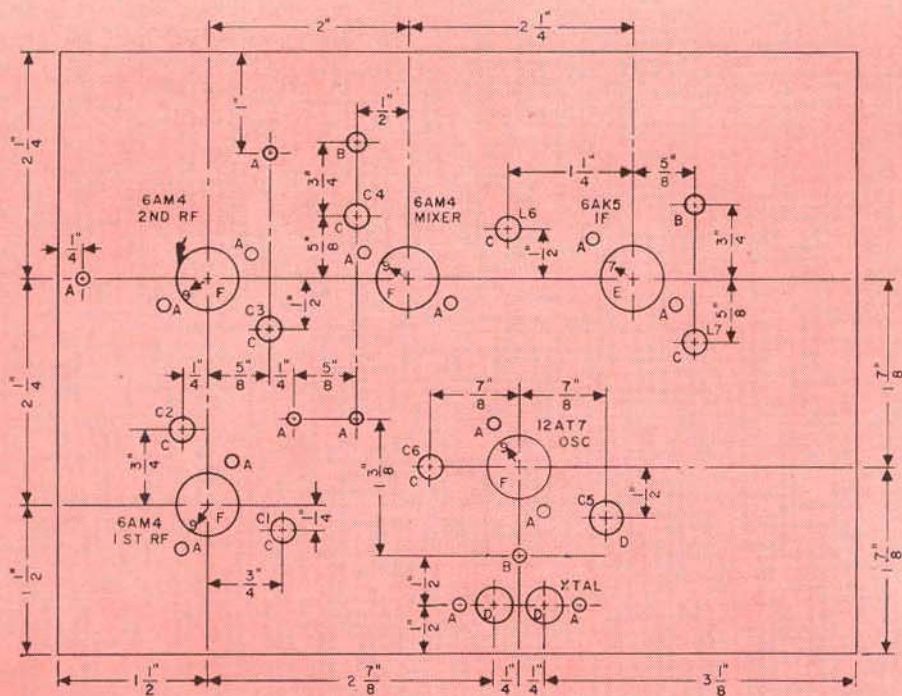 2"
2 1/4"
1"
1/2"
A
B
3/4"
C4
C
5/8"
2 1/4"
6AM4
2ND RF
6AM4
MIXER
1 1/4"
5/8"
L6
C
1/2"
6AK5
IF
B
3/4"
A
A
A
1/4"
A
9
F
9
F
7
E
A
A
A
C3
C
1/2"
5/8"
L7
C
1/4"
5/8"
1/4"
5/8"
2 1/4"
1 7/8"
C2
C
A
A
7/8"
7/8"
A
12AT7
OSC
3/4"
A
1 3/8"
C6
C
9
F
1/2"
9
F
6AM4
1ST RF
A
C1
C
1/4"
A
C5
D
3/4"
B
1 1/2"
1/2"
XTAL
1 7/8"
A
D
D
A
1/2"
1 1/2"
2 7/8"
1/4"
1/4"
3 1/8"